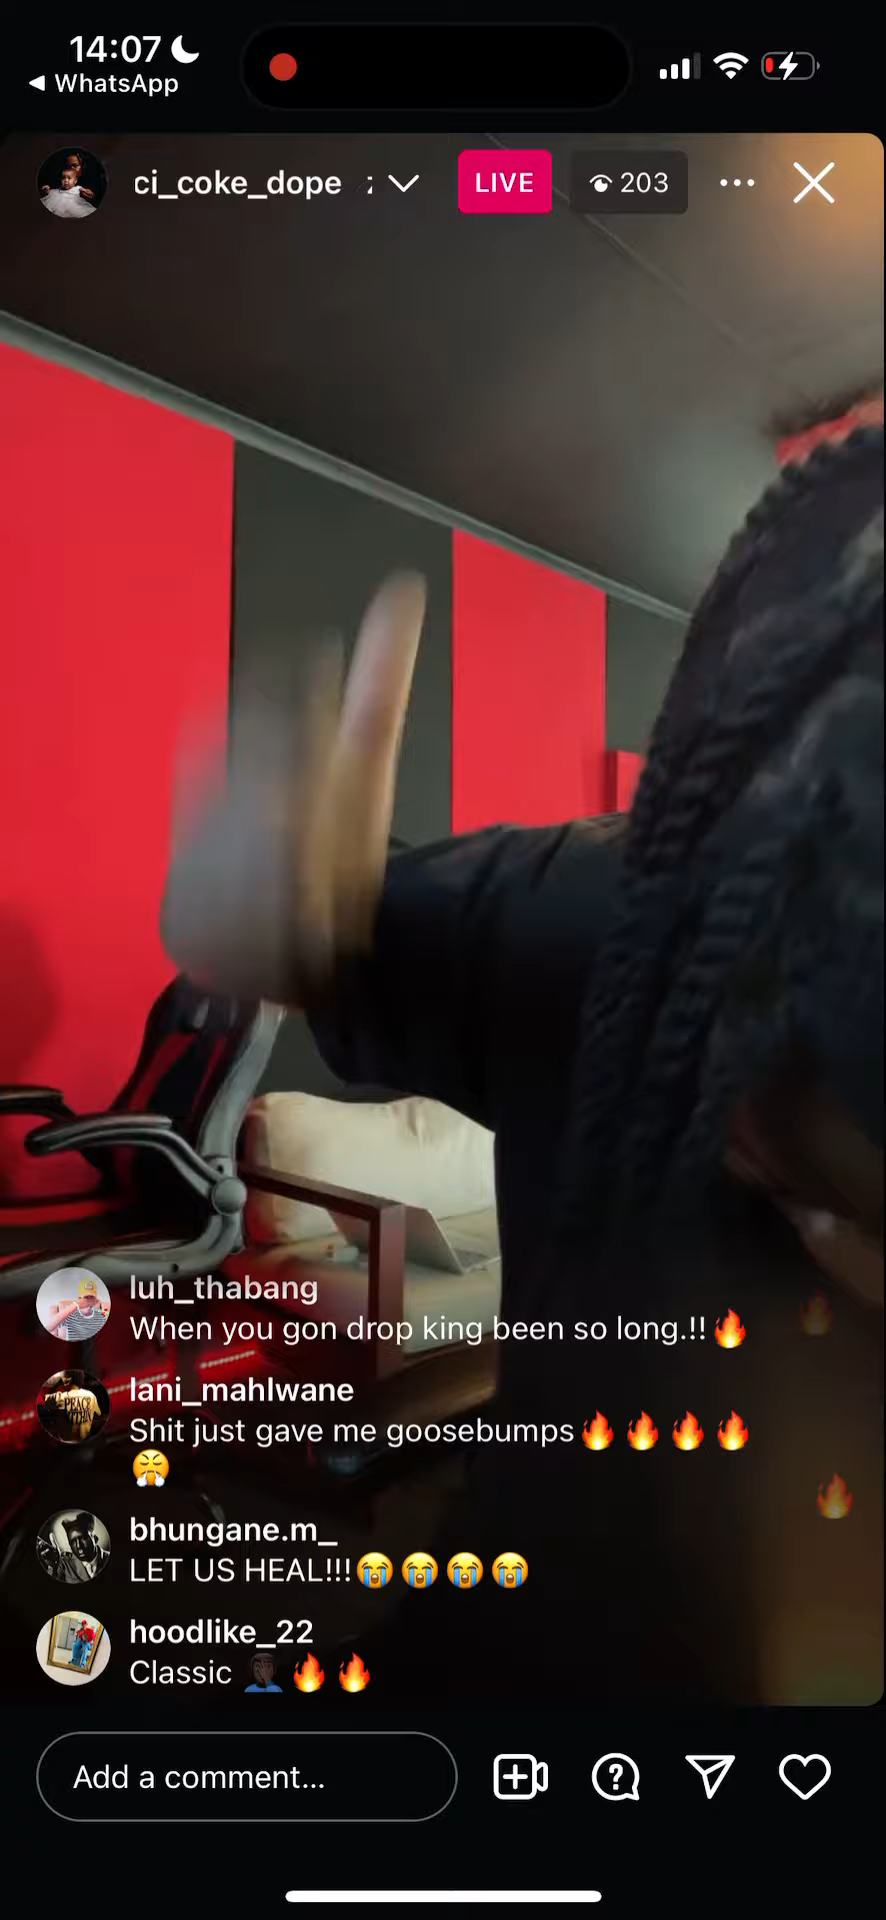 14:07
WhatsApp
ci_coke_dope
LIVE
203
luh_thabang
When you gon drop king been so long.!!🔥
lani_mahlwane
Shit just gave me goosebumps🔥🔥🔥🔥
😤
bhungane.m_
LET US HEAL!!!😭😭😭😭
hoodlike_22
Classic 🤦🏿‍♂️🔥🔥
Add a comment...